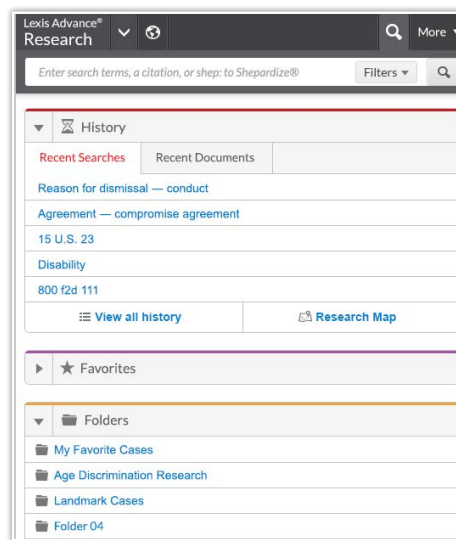 Lexis Advance®
Research
More
Enter search terms, a citation, or shep: to Shepardize®
Filters
History
Recent Searches
Recent Documents
Reason for dismissal — conduct
Agreement — compromise agreement
15 U.S. 23
Disability
800 f2d 111
View all history
Research Map
Favorites
Folders
My Favorite Cases
Age Discrimination Research
Landmark Cases
Folder 04